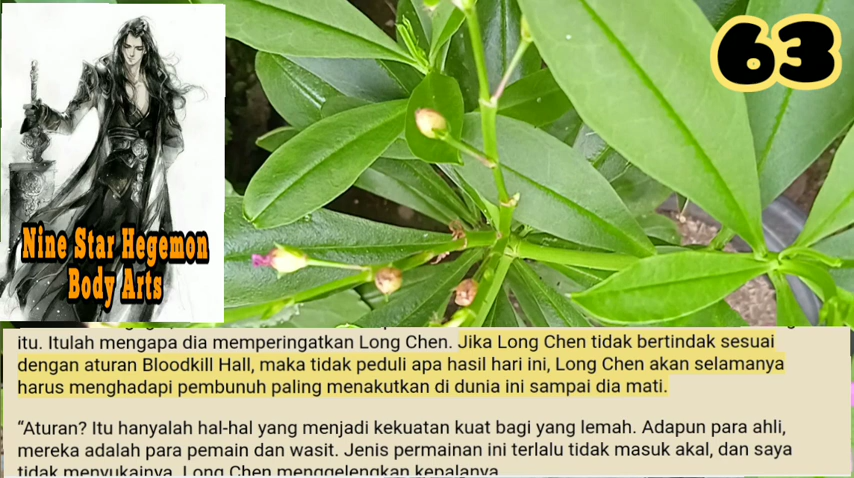 63
Nine Star Hegemon
Body Arts
itu. Itulah mengapa dia memperingatkan Long Chen. Jika Long Chen tidak bertindak sesuai
dengan aturan Bloodkill Hall, maka tidak peduli apa hasil hari ini, Long Chen akan selamanya
harus menghadapi pembunuh paling menakutkan di dunia ini sampai dia mati.
“Aturan? Itu hanyalah hal-hal yang menjadi kekuatan kuat bagi yang lemah. Adapun para ahli,
mereka adalah para pemain dan wasit. Jenis permainan ini terlalu tidak masuk akal, dan saya
tidak menyukainya. Long Chen menggelengkan kepalanya.